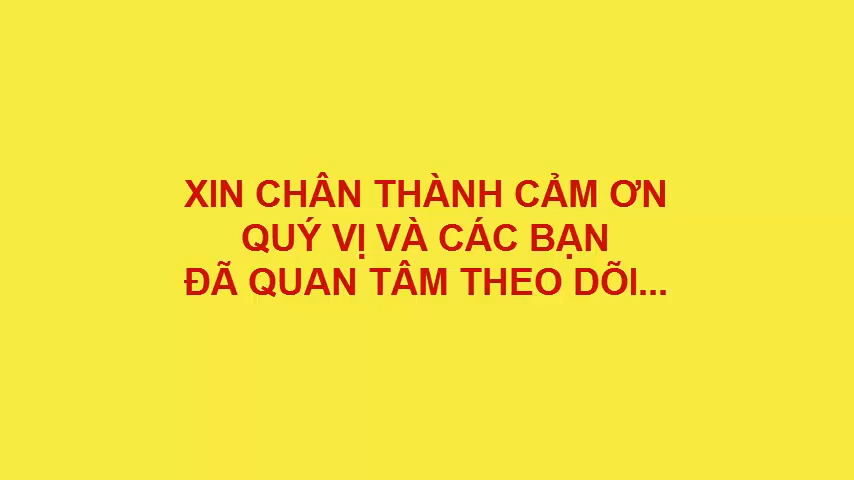 XIN CHÂN THÀNH CẢM ƠN
QUÝ VỊ VÀ CÁC BẠN
ĐÃ QUAN TÂM THEO DÕI...